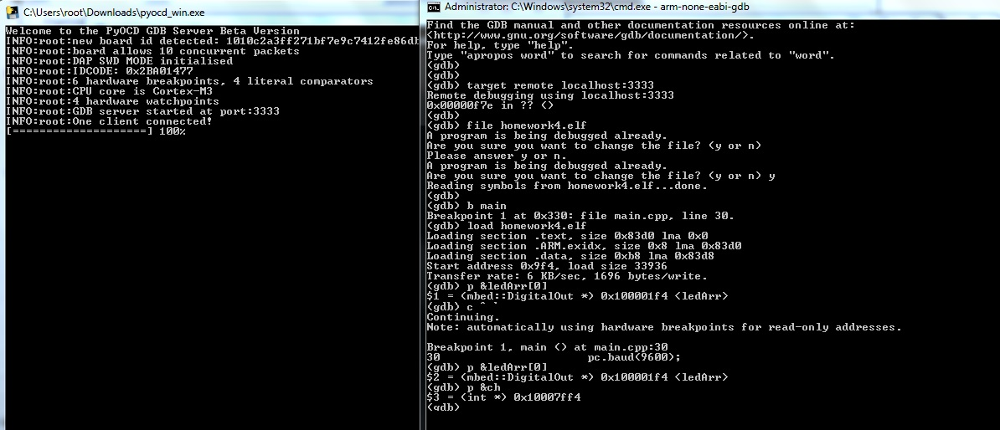 C:\Users\root\Downloads\pyocd_win.exe
Welcome to the PyOCD GDB Server Beta Version
INFO:root:new board id detected: 1010c2a3ff271bf7e9c7412fe86db
INFO:root:board allows 10 concurrent packets
INFO:root:DAP SWD MODE initialised
INFO:root:IDCODE: 0x2BA01477
INFO:root:6 hardware breakpoints, 4 literal comparators
INFO:root:CPU core is Cortex-M3
INFO:root:4 hardware watchpoints
INFO:root:GDB server started at port:3333
INFO:root:One client connected!
[====================] 100%
Administrator: C:\Windows\system32\cmd.exe - arm-none-eabi-gdb
Find the GDB manual and other documentation resources online at:
<http://www.gnu.org/software/gdb/documentation/>.
For help, type "help".
Type "apropos word" to search for commands related to "word".
(gdb)
(gdb)
(gdb) target remote localhost:3333
Remote debugging using localhost:3333
0x00000f7e in ?? ()
(gdb)
(gdb) file homework4.elf
A program is being debugged already.
Are you sure you want to change the file? (y or n)
Please answer y or n.
A program is being debugged already.
Are you sure you want to change the file? (y or n) y
Reading symbols from homework4.elf...done.
(gdb)
(gdb) b main
Breakpoint 1 at 0x330: file main.cpp, line 30.
(gdb) load homework4.elf
Loading section .text, size 0x83d0 lma 0x0
Loading section .ARM.exidx, size 0x8 lma 0x83d0
Loading section .data, size 0xb8 lma 0x83d8
Start address 0x9f4, load size 33936
Transfer rate: 6 KB/sec, 1696 bytes/write.
(gdb) p &ledArr[0]
$1 = (mbed::DigitalOut *) 0x100001f4 <ledArr>
(gdb) c
Continuing.
Note: automatically using hardware breakpoints for read-only addresses.
Breakpoint 1, main () at main.cpp:30
30 pc.baud(9600);
(gdb) p &ledArr[0]
$2 = (mbed::DigitalOut *) 0x100001f4 <ledArr>
(gdb) p &ch
$3 = (int *) 0x10007ff4
(gdb)